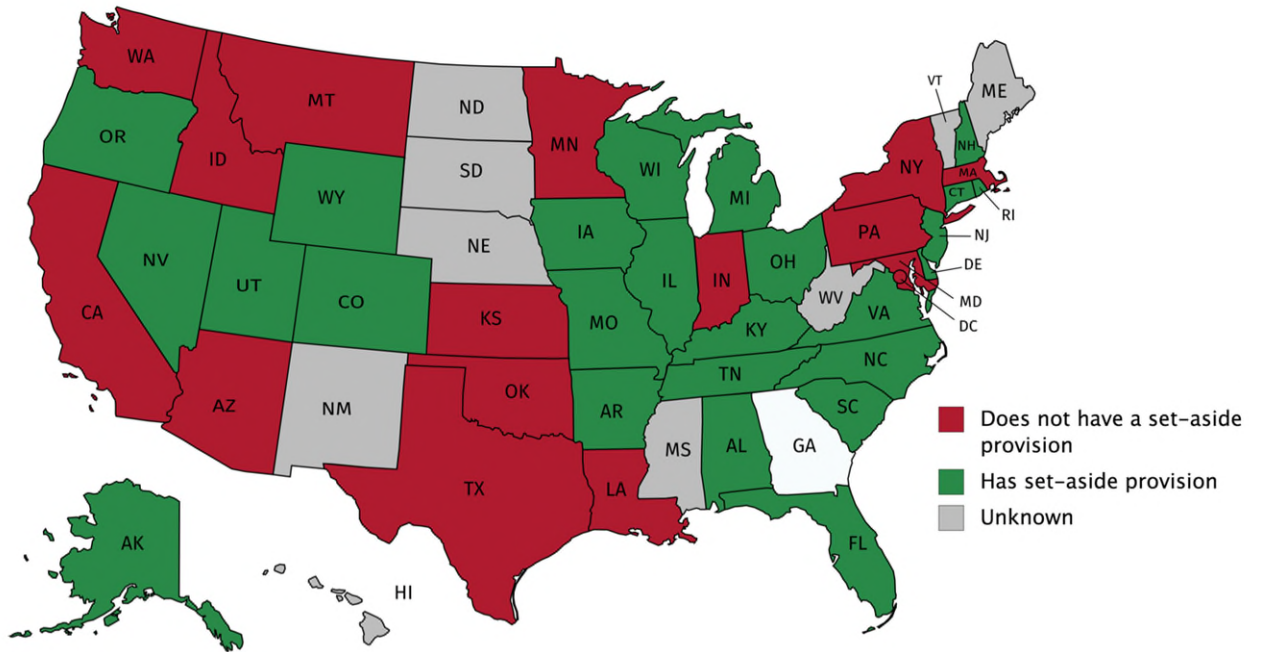 WA
MT
ND
MN
VT
ME
OR
ID
SD
WI
NY
NH
MA
WY
MI
CT
RI
NE
IA
PA
NJ
NV
UT
CO
IL
IN
OH
DE
CA
KS
MO
WV
VA
MD
DC
KY
AZ
NM
OK
AR
TN
NC
SC
TX
LA
MS
AL
GA
Does not have a set-aside
provision
Has set-aside provision
Unknown
AK
HI
FL